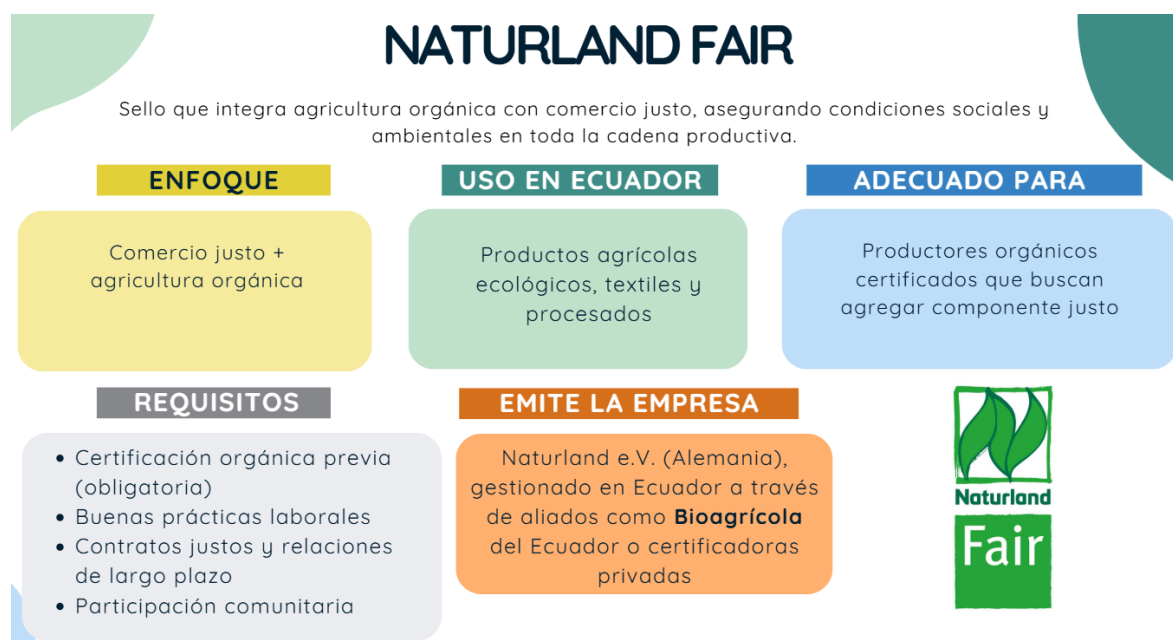 NATURLAND FAIR
Sello que integra agricultura orgánica con comercio justo, asegurando condiciones sociales y
ambientales en toda la cadena productiva.
ENFOQUE
Comercio justo +
agricultura orgánica
USO EN ECUADOR
Productos agrícolas
ecológicos, textiles y
procesados
ADECUADO PARA
Productores orgánicos
certificados que buscan
agregar componente justo
REQUISITOS
• Certificación orgánica previa
(obligatoria)
• Buenas prácticas laborales
• Contratos justos y relaciones
de largo plazo
• Participación comunitaria
EMITE LA EMPRESA
Naturland e.V. (Alemania),
gestionado en Ecuador a través
de aliados como Bioagrícola
del Ecuador o certificadoras
privadas
Naturland
Fair